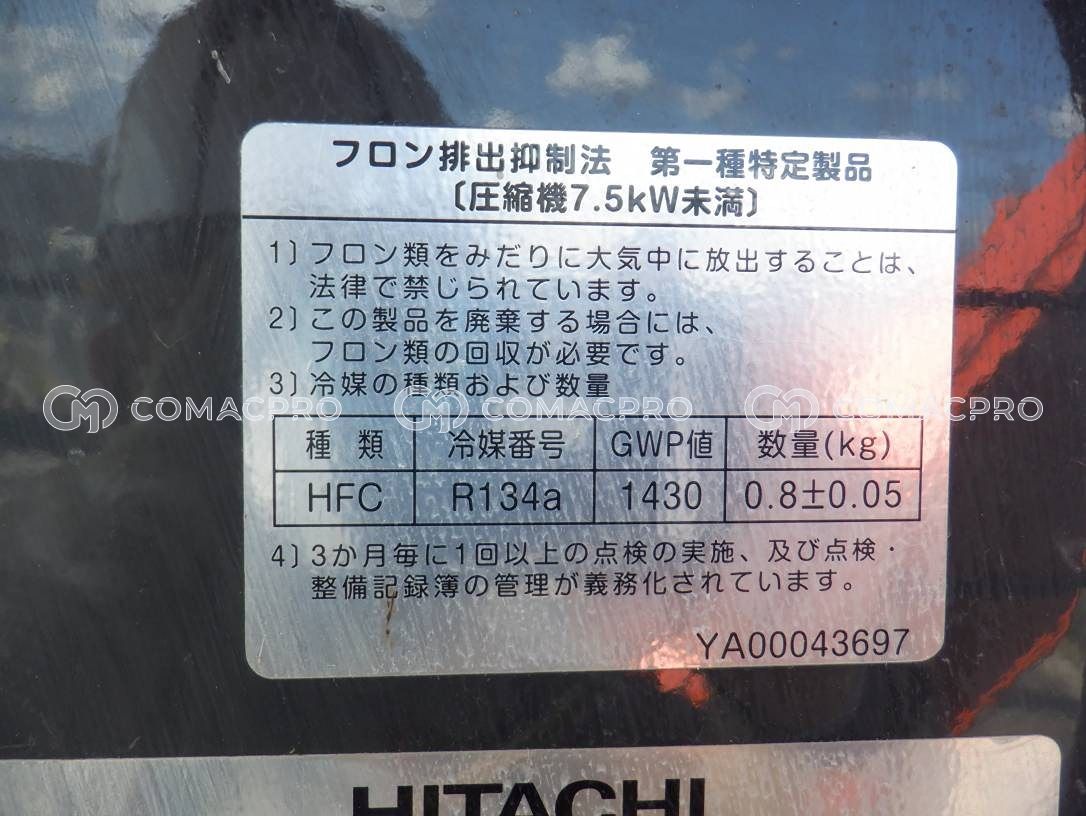 フロン排出抑制法 第一種特定製品
〔圧縮機7.5kW未満〕
1〕フロン類をみだりに大気中に放出することは、
法律で禁じられています。
2〕この製品を廃棄する場合には、
フロン類の回収が必要です。
3〕冷媒の種類および数量
COMACPRO COMACPRO COMACPRO
種 類 冷媒番号 GWP値 数量(kg)
HFC R134a 1430 0.8±0.05
4〕3か月毎に1回以上の点検の実施、及び点検・
整備記録簿の管理が義務化されています。
YA00043697
HITACHI